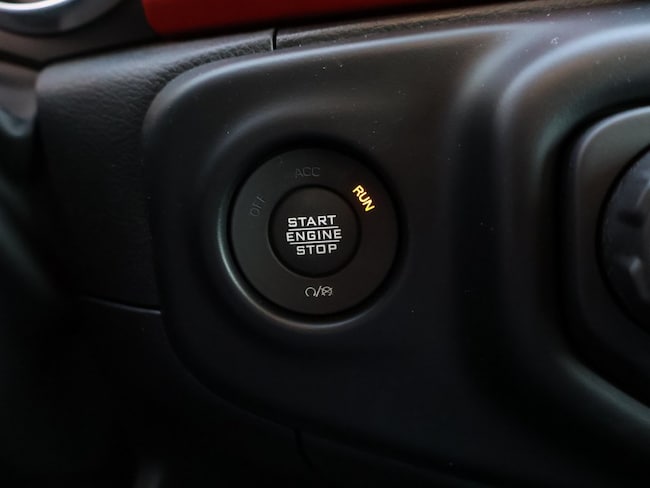 ACC
OFF
RUN
START
ENGINE
STOP